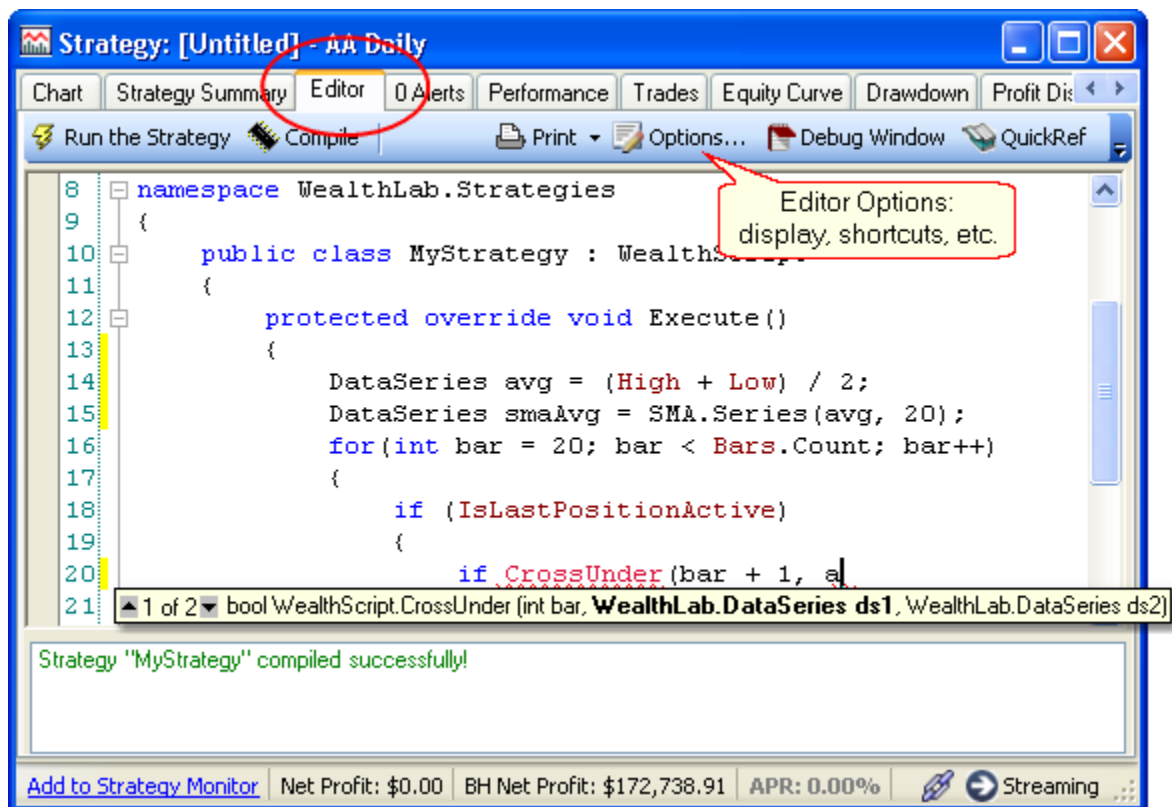 Strategy: [Untitled] - AA Daily
Chart Strategy Summary Editor 0 Alerts Performance Trades Equity Curve Drawdown Profit Dis
Run the Strategy Compile Print Options... Debug Window QuickRef
Editor Options:
display, shortcuts, etc.
8 namespace WealthLab.Strategies
9 {
10 public class MyStrategy : WealthScript
11 {
12 protected override void Execute()
13 {
14 DataSeries avg = (High + Low) / 2;
15 DataSeries smaAvg = SMA.Series(avg, 20);
16 for(int bar = 20; bar < Bars.Count; bar++)
17 {
18 if (IsLastPositionActive)
19 {
20 if CrossUnder(bar + 1, a
21 1 of 2 bool WealthScript.CrossUnder (int bar, WealthLab.DataSeries ds1, WealthLab.DataSeries ds2)
Strategy "MyStrategy" compiled successfully!
Add to Strategy Monitor Net Profit: $0.00 BH Net Profit: $172,738.91 APR: 0.00% Streaming